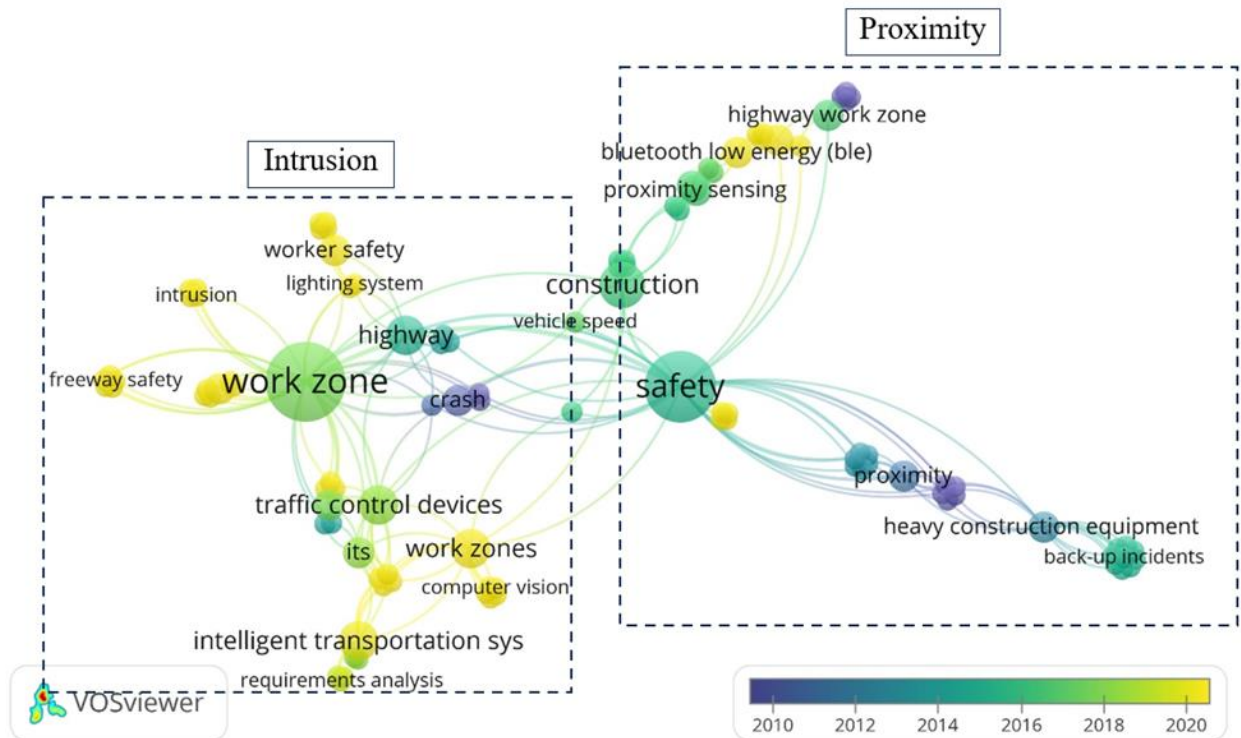 Proximity
highway work zone
Intrusion
bluetooth low energy (ble)
proximity sensing
worker safety
lighting system
construction
intrusion
vehicle speed
highway
freeway safety
work zone
safety
crash
proximity
traffic control devices
heavy construction equipment
its
work zones
back-up incidents
computer vision
intelligent transportation sys
requirements analysis
VOSviewer
2010 2012 2014 2016 2018 2020